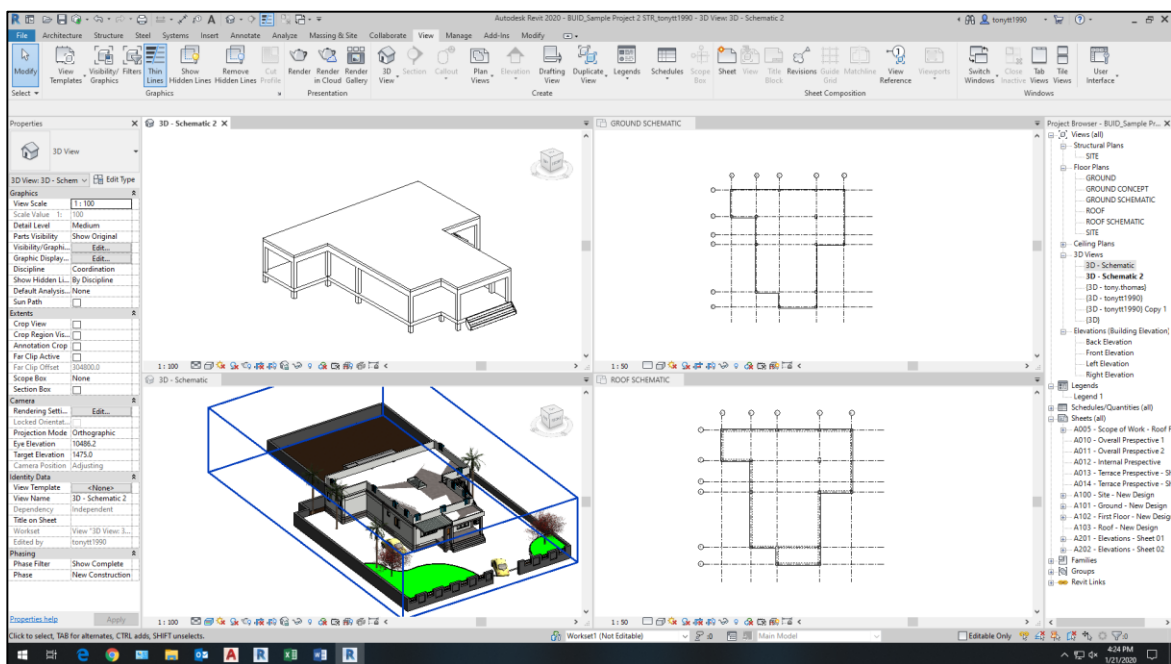 Autodesk Revit 2020 - BUID_Sample Project 2 STR_tonytt1990 - 3D View: 3D - Schematic 2
tonytt1990
File Architecture Structure Steel Systems Insert Annotate Analyze Massing & Site Collaborate View Manage Add-Ins Modify
Modify
View Templates
Visibility/ Graphics
Filters
Thin Lines
Show Hidden Lines
Remove Hidden Lines
Cut Profile
Render
Render in Cloud
Render Gallery
3D View
Section
Callout
Plan Views
Elevation
Drafting View
Duplicate View
Legends
Schedules
Scope Box
Sheet
View
Title Block
Revisions
Guide Grid
Matchline
View Reference
Viewports
Switch Windows
Close Inactive
Tab Views
Tile Views
User Interface
Select
Graphics
Presentation
Create
Sheet Composition
Windows
Properties
3D View
3D View: 3D - Schem
Edit Type
Graphics
View Scale 1 : 100
Scale Value 1: 100
Detail Level Medium
Parts Visibility Show Original
Visibility/Graphi... Edit...
Graphic Display... Edit...
Discipline Coordination
Show Hidden Li... By Discipline
Default Analysis... None
Sun Path
Extents
Crop View
Crop Region Vis...
Annotation Crop
Far Clip Active
Far Clip Offset 304800.0
Scope Box None
Section Box
Camera
Rendering Setti... Edit...
Locked Orientat...
Projection Mode Orthographic
Eye Elevation 10486.2
Target Elevation 1475.0
Camera Position Adjusting
Identity Data
View Template <None>
View Name 3D - Schematic 2
Dependency Independent
Title on Sheet
Workset View "3D View: 3...
Edited by tonytt1990
Phasing
Phase Filter Show Complete
Phase New Construction
Properties help Apply
3D - Schematic 2
1 : 100
GROUND SCHEMATIC
1 : 50
3D - Schematic
1 : 100
ROOF SCHEMATIC
1 : 50
Project Browser - BUID_Sample Pr...
Views (all)
Structural Plans
SITE
Floor Plans
GROUND
GROUND CONCEPT
GROUND SCHEMATIC
ROOF
ROOF SCHEMATIC
SITE
Ceiling Plans
3D Views
3D - Schematic
3D - Schematic 2
{3D - tony.thomas}
{3D - tonytt1990}
{3D - tonytt1990} Copy 1
{3D}
Elevations (Building Elevation)
Back Elevation
Front Elevation
Left Elevation
Right Elevation
Legends
Legend 1
Schedules/Quantities (all)
Sheets (all)
A005 - Scope of Work - Roof F
A010 - Overall Prespective 1
A011 - Overall Prespective 2
A012 - Internal Prespective
A013 - Terrace Prespective - Sh
A014 - Terrace Prespective - Sh
A100 - Site - New Design
A101 - Ground - New Design
A102 - First Floor - New Design
A103 - Roof - New Design
A201 - Elevations - Sheet 01
A202 - Elevations - Sheet 02
Families
Groups
Revit Links
Click to select, TAB for alternates, CTRL adds, SHIFT unselects.
Workset1 (Not Editable)
:0
Main Model
Editable Only
:0
4:24 PM
1/21/2020